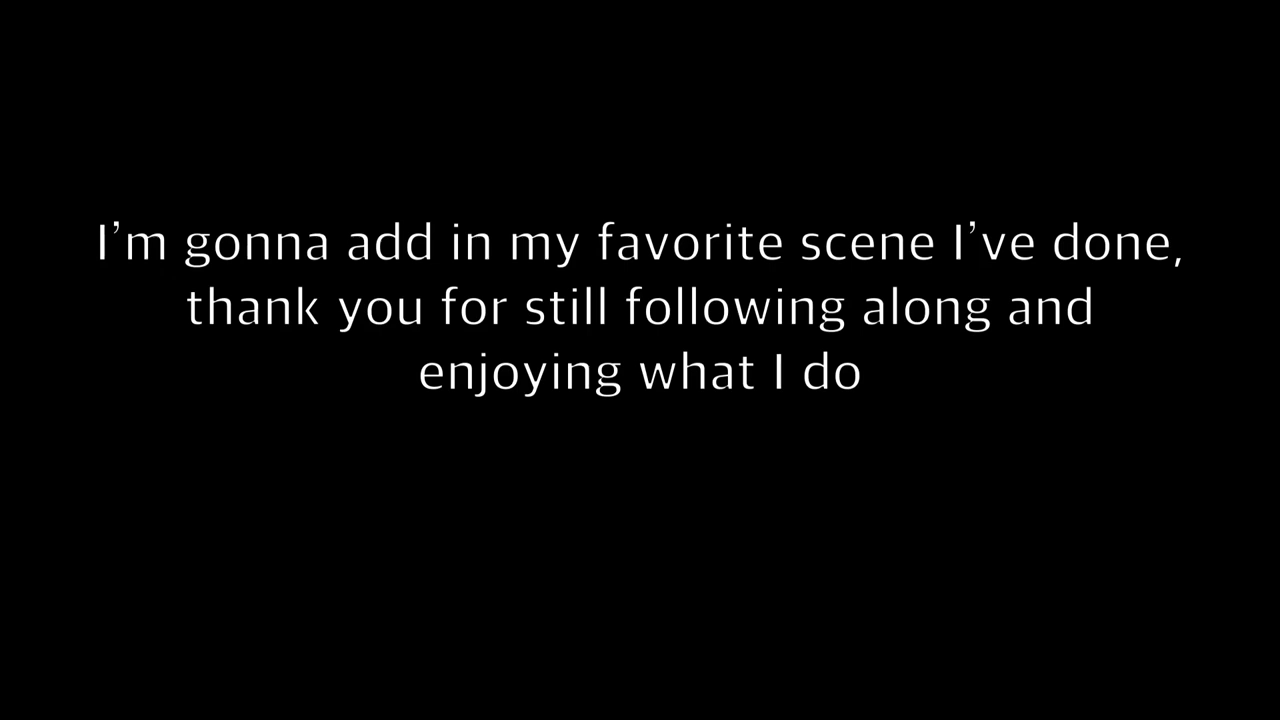 I’m gonna add in my favorite scene I’ve done,
thank you for still following along and
enjoying what I do